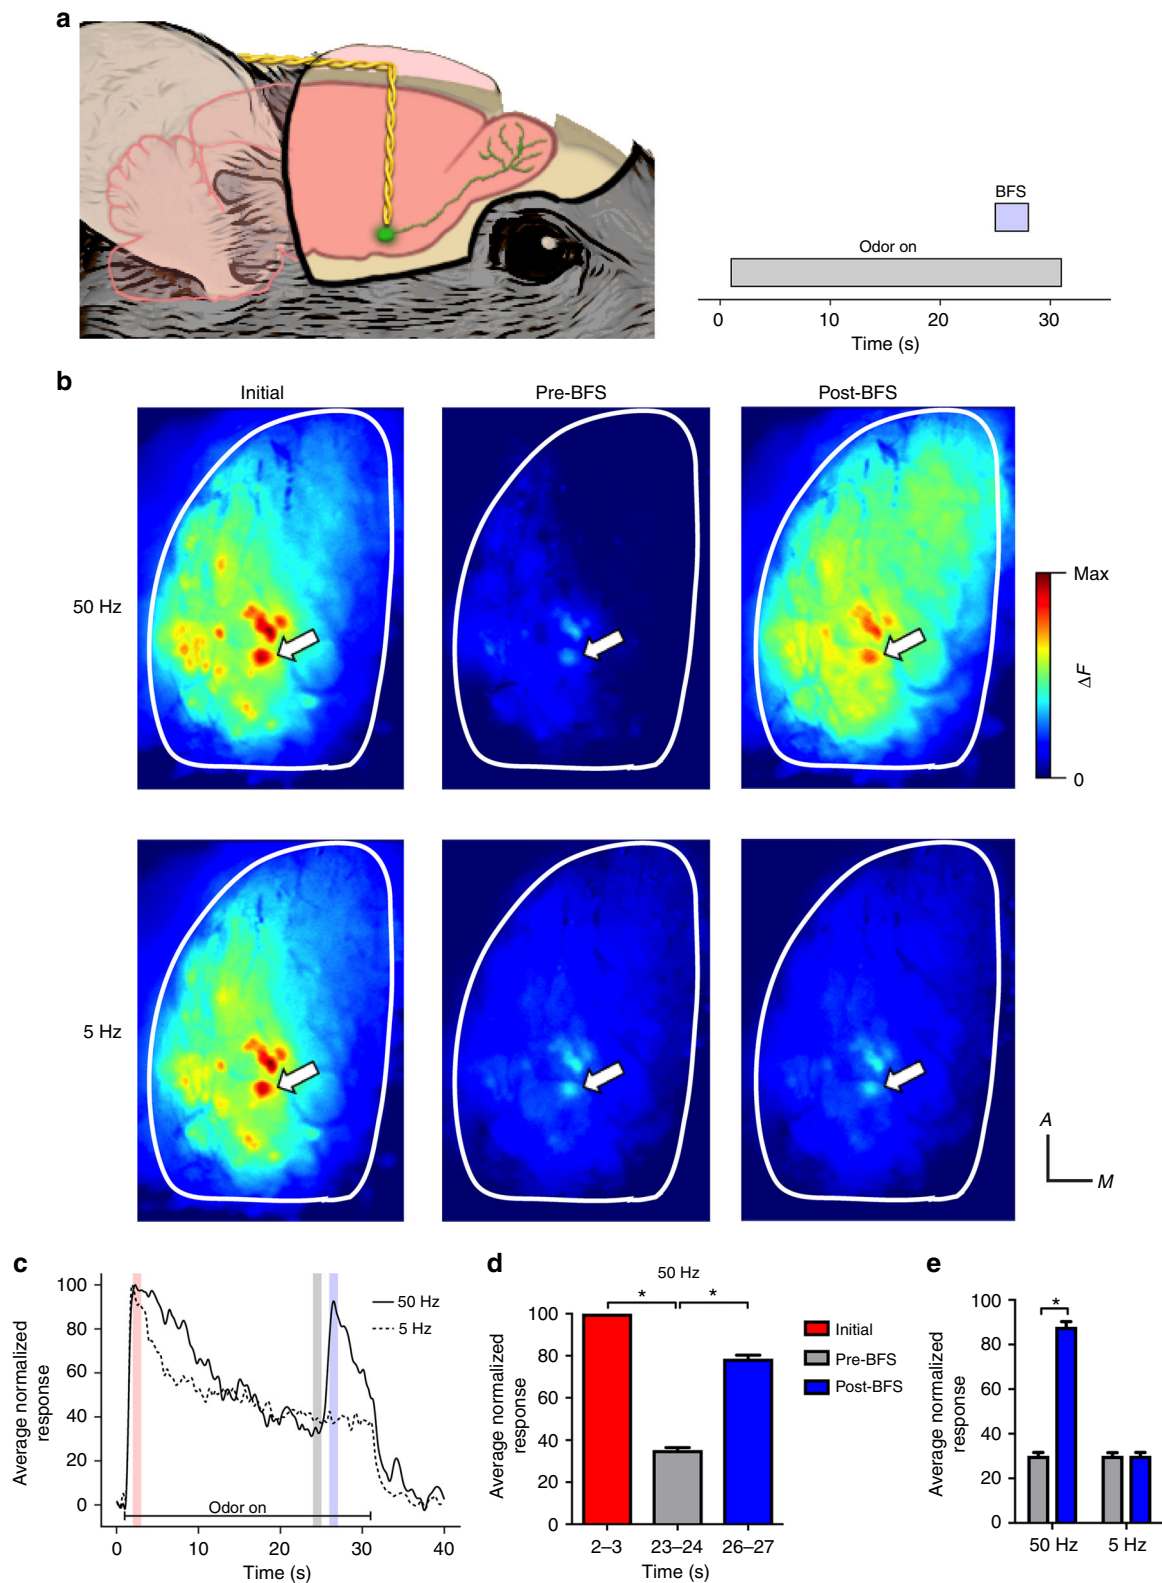 a
BFS
Odor on
0 10 20 30
Time (s)
b
Initial Pre-BFS Post-BFS
50 Hz
Max
ΔF
0
5 Hz
A
M
c
Average normalized
response
100
80
60
40
20
0
50 Hz
5 Hz
Odor on
0 10 20 30 40
Time (s)
d
50 Hz
* *
Average normalized
response
100
80
60
40
20
0
2–3 23–24 26–27
Time (s)
Initial
Pre-BFS
Post-BFS
e
*
Average normalized
response
100
80
60
40
20
0
50 Hz 5 Hz